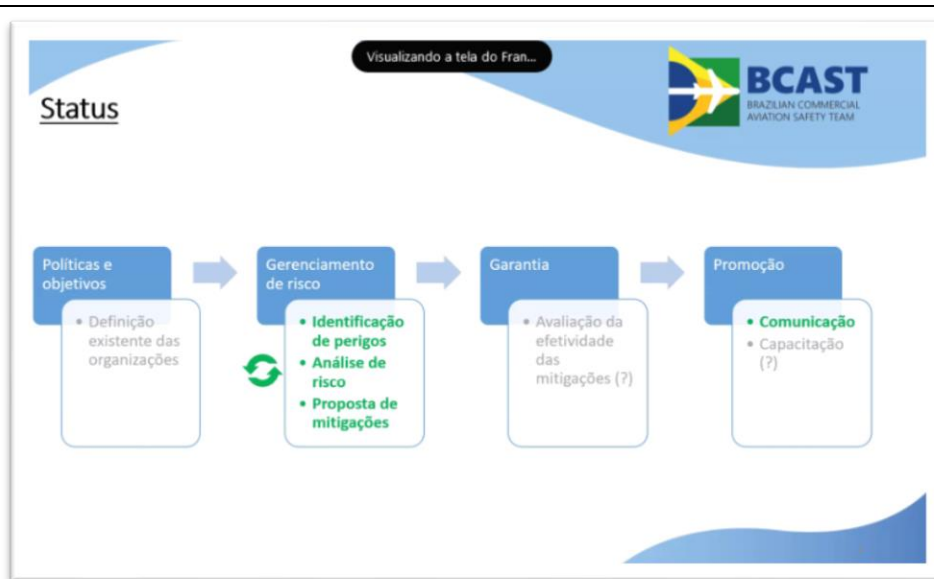 Visualizando a tela do Fran...
BCAST
BRAZILIAN COMMERCIAL
AVIATION SAFETY TEAM
Status
Políticas e
objetivos
• Definição
existente das
organizações
Gerenciamento
de risco
• Identificação
de perigos
• Análise de
risco
• Proposta de
mitigações
Garantia
• Avaliação da
efetividade
das
mitigações (?)
Promoção
• Comunicação
• Capacitação
(?)